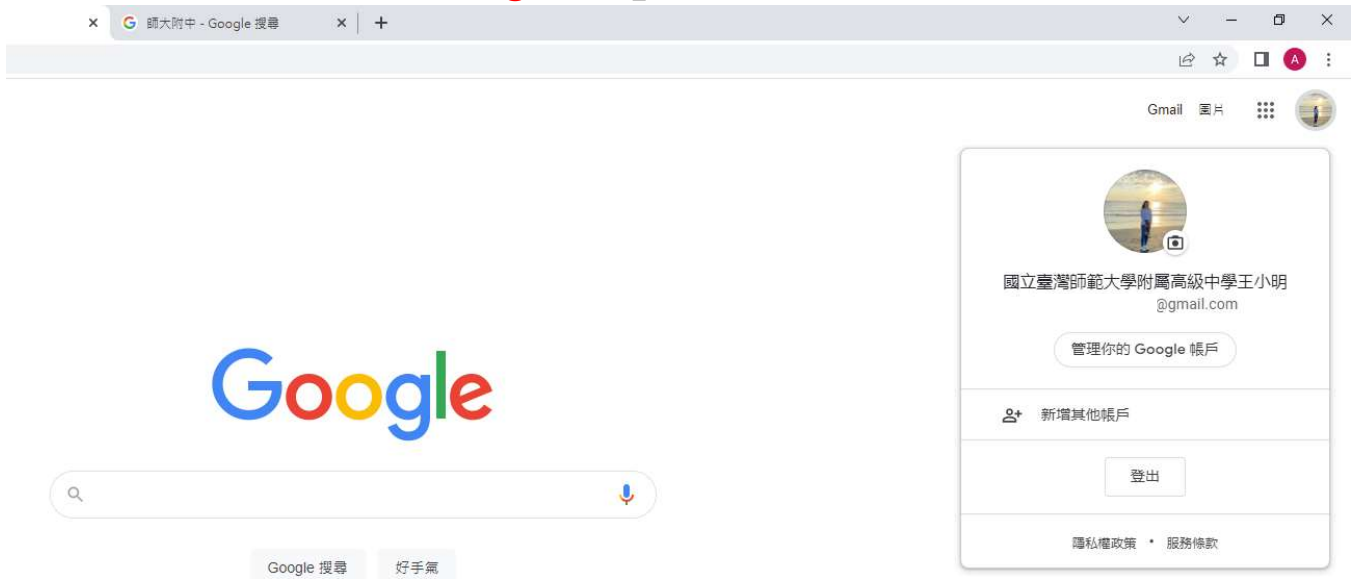 師大附中 - Google 搜尋
A
Gmail 圖片
國立臺灣師範大學附屬高級中學王小明
@gmail.com
管理你的 Google 帳戶
新增其他帳戶
登出
隱私權政策 • 服務條款
Google
Google 搜尋 好手氣